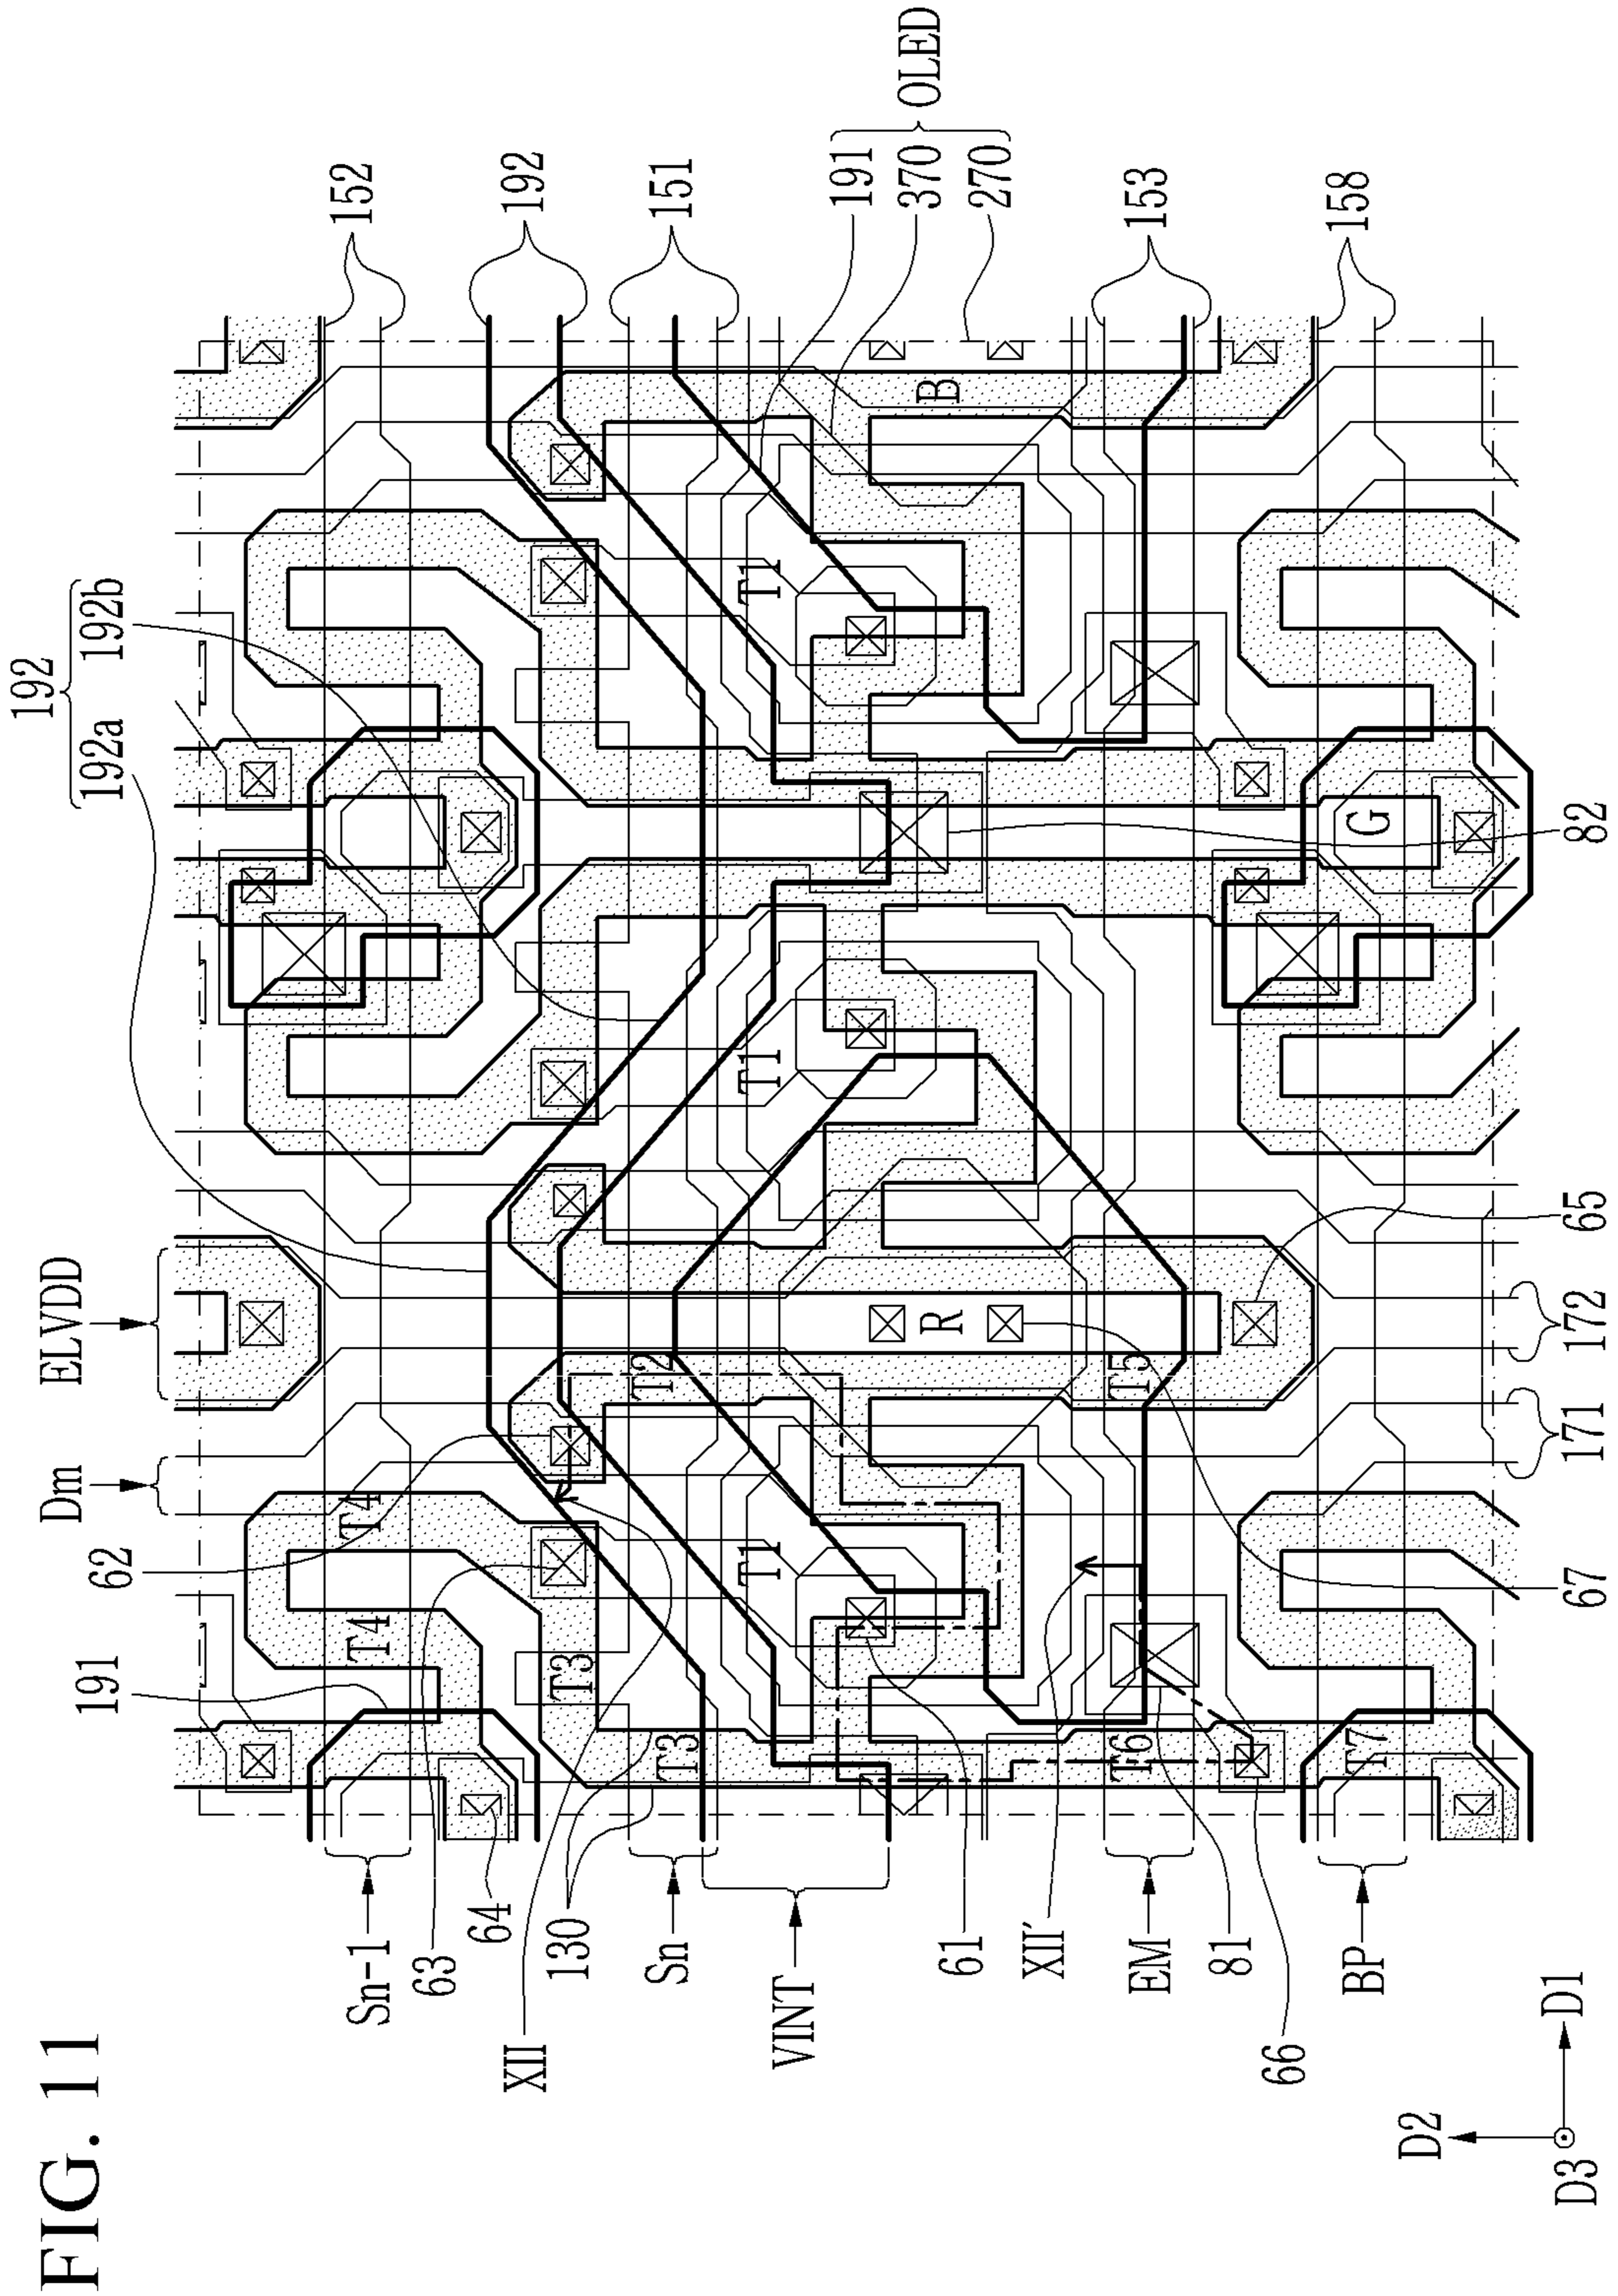 FIG. 11
192
192a 192b
ELVDD
Dm
62
191
Sn-1
63
64
130
XII
Sn
VINT
61
XII′
EM
81
66
BP
152
192
151
191
370
270
OLED
153
158
82
65
172
171
67
T4
T4
T3
T3
T2
T1
T1
T1
T5
T6
T7
R
G
B
D1
D2
D3